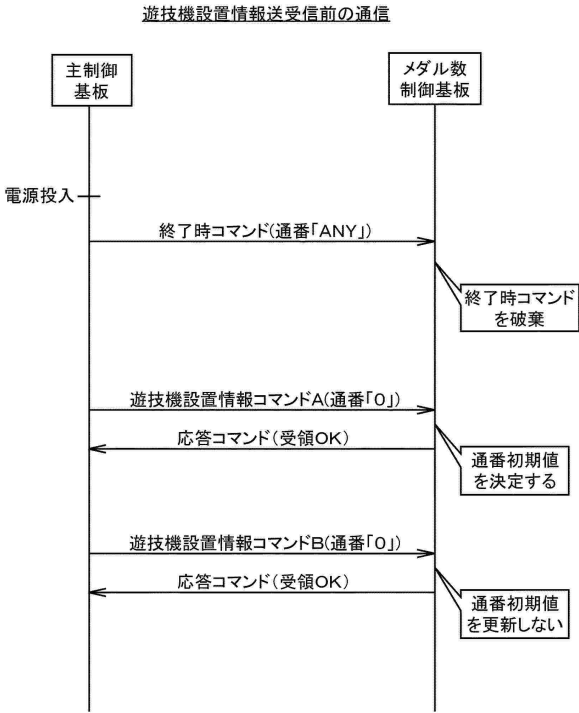 遊技機設置情報送受信前の通信
主制御
基板
メダル数
制御基板
電源投入
終了時コマンド(通番「ANY」)
終了時コマンド
を破棄
遊技機設置情報コマンドA(通番「0」)
応答コマンド(受領OK)
通番初期値
を決定する
遊技機設置情報コマンドB(通番「0」)
応答コマンド(受領OK)
通番初期値
を更新しない